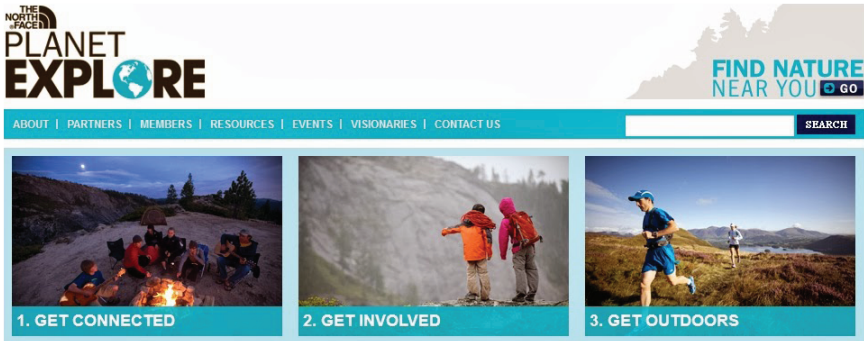 THE
NORTH
FACE
PLANET
EXPLORE
FIND NATURE
NEAR YOU GO
ABOUT | PARTNERS | MEMBERS | RESOURCES | EVENTS | VISIONARIES | CONTACT US
SEARCH
1. GET CONNECTED
2. GET INVOLVED
3. GET OUTDOORS